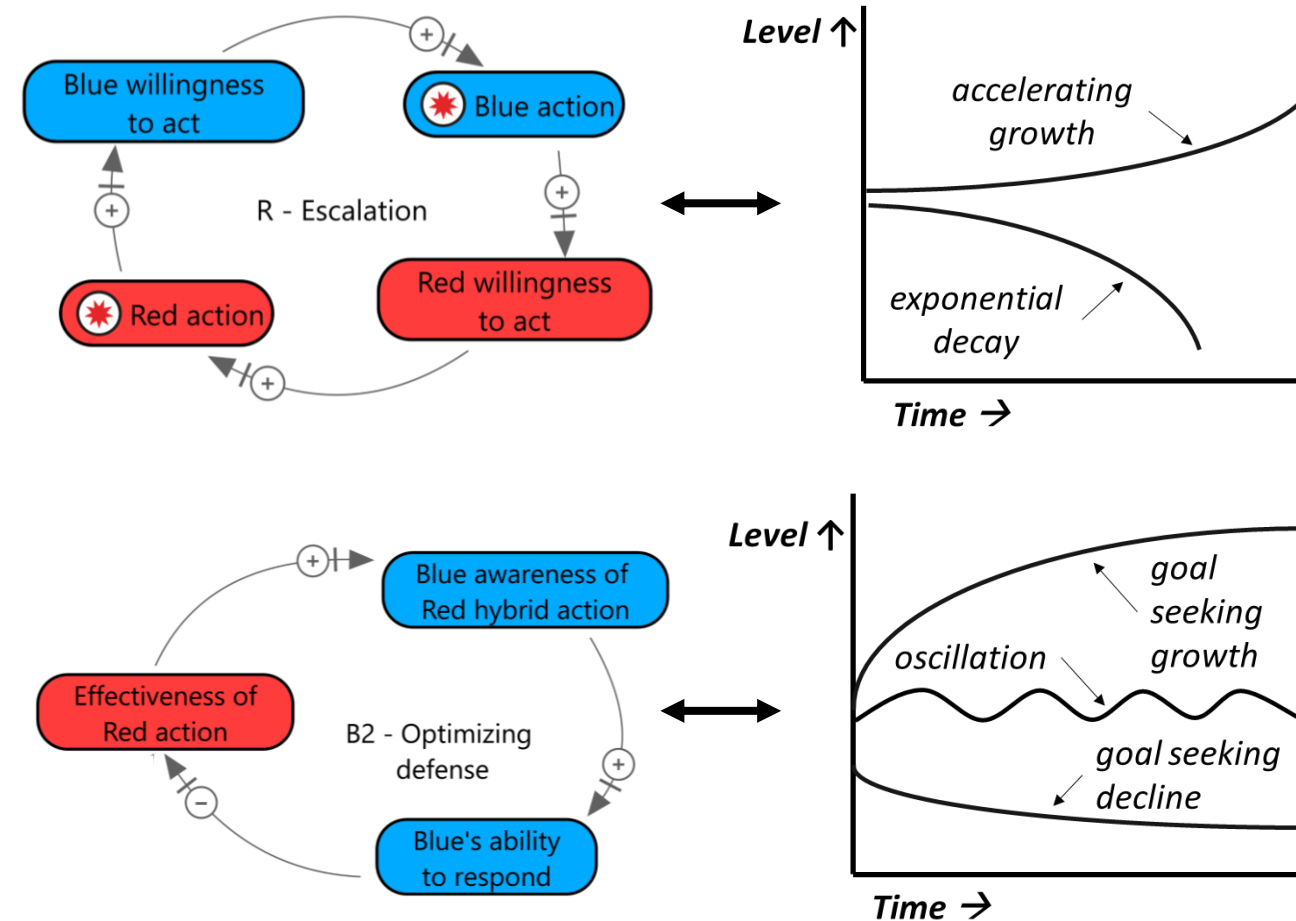 Blue willingness
to act
+
Blue action
+
R - Escalation
+
Red willingness
to act
Red action
+
Level ↑
accelerating
growth
exponential
decay
Time →
+
Blue awareness of
Red hybrid action
Effectiveness of
Red action
B2 - Optimizing
defense
+
−
Blue's ability
to respond
Level ↑
goal
seeking
growth
oscillation
goal seeking
decline
Time →